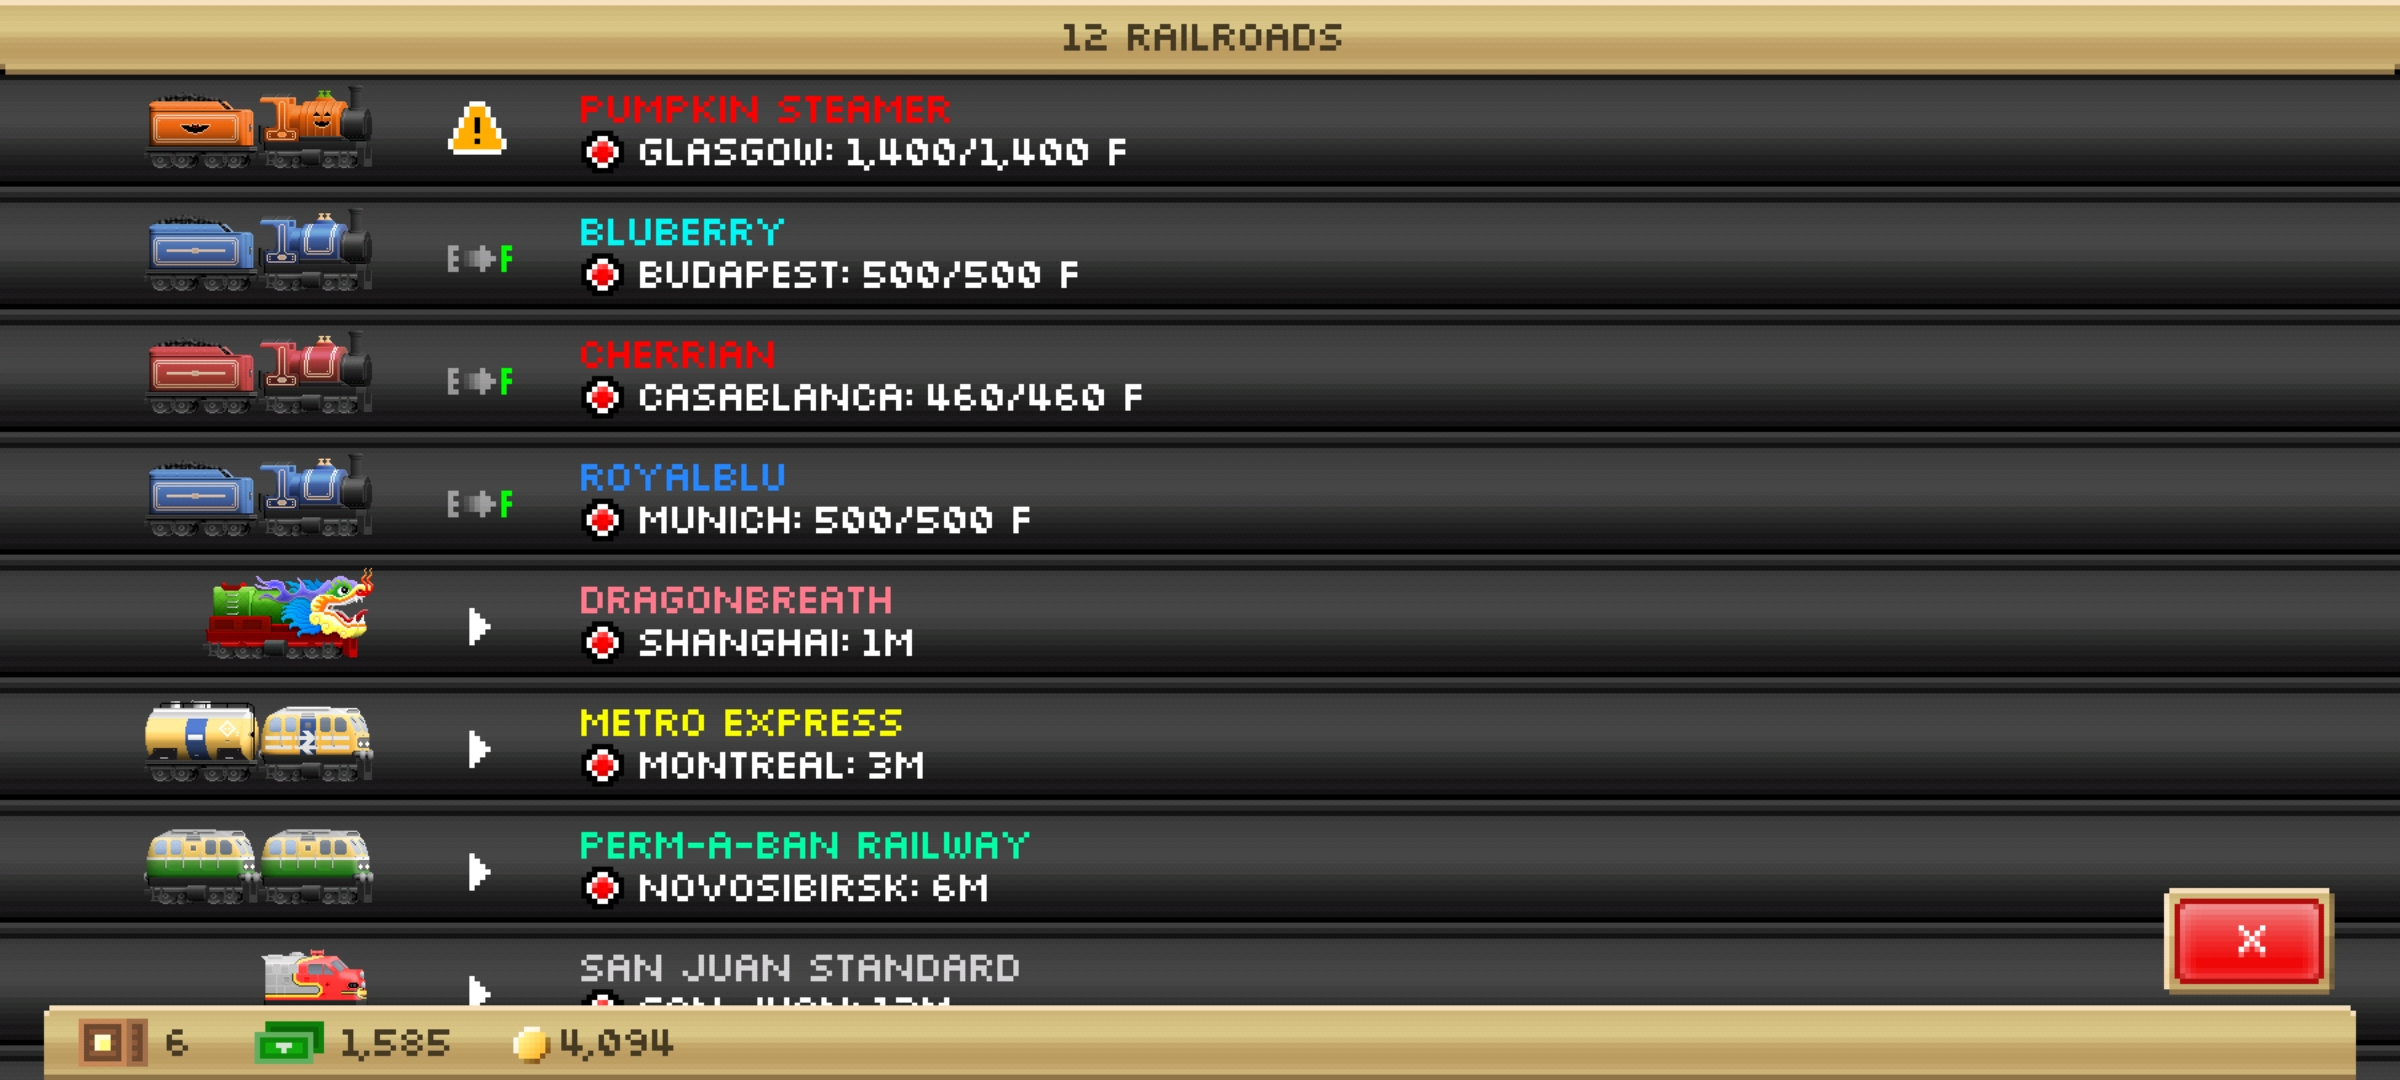 12 RAILROADS
PUMPKIN STEAMER
GLASGOW: 1,400/1,400 F
E F
BLUBERRY
BUDAPEST: 500/500 F
E F
CHERRIAN
CASABLANCA: 460/460 F
E F
ROYALBLU
MUNICH: 500/500 F
DRAGONBREATH
SHANGHAI: 1M
METRO EXPRESS
MONTREAL: 3M
PERM-A-BAN RAILWAY
NOVOSIBIRSK: 6M
SAN JUAN STANDARD
SAN JUAN:
X
6 1,585 4,094